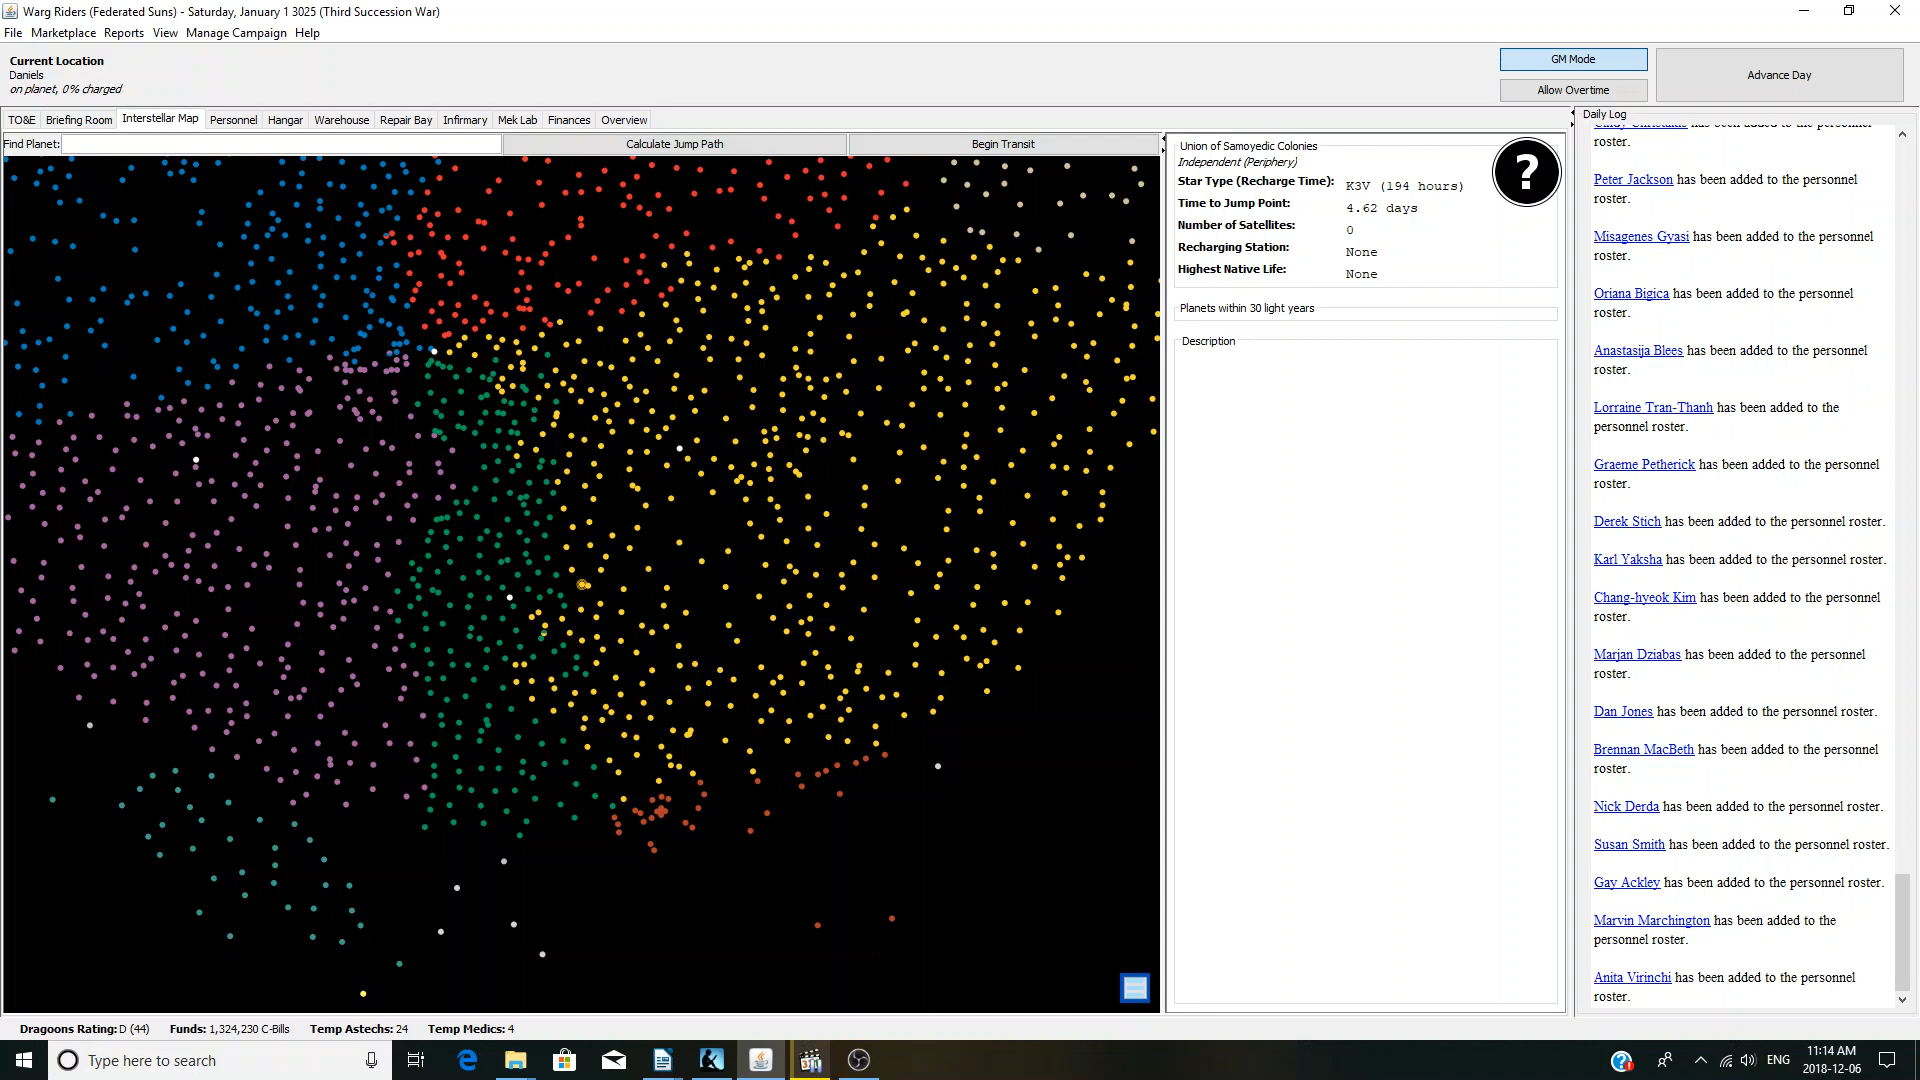 Warg Riders (Federated Suns) - Saturday, January 1 3025 (Third Succession War)
File Marketplace Reports View Manage Campaign Help
Current Location
Daniels
on planet, 0% charged
GM Mode
Allow Overtime
Advance Day
TO&E Briefing Room Interstellar Map Personnel Hangar Warehouse Repair Bay Infirmary Mek Lab Finances Overview
Find Planet:
Calculate Jump Path
Begin Transit
Union of Samoyedic Colonies
Independent (Periphery)
Star Type (Recharge Time): K3V (194 hours)
Time to Jump Point: 4.62 days
Number of Satellites: 0
Recharging Station: None
Highest Native Life: None
?
Planets within 30 light years
Description
Daily Log
roster.
Peter Jackson has been added to the personnel
roster.
Misagenes Gyasi has been added to the personnel
roster.
Oriana Bigica has been added to the personnel
roster.
Anastasija Blees has been added to the personnel
roster.
Lorraine Tran-Thanh has been added to the
personnel roster.
Graeme Petherick has been added to the personnel
roster.
Derek Stich has been added to the personnel roster.
Karl Yaksha has been added to the personnel roster.
Chang-hyeok Kim has been added to the personnel
roster.
Marjan Dziabas has been added to the personnel
roster.
Dan Jones has been added to the personnel roster.
Brennan MacBeth has been added to the personnel
roster.
Nick Derda has been added to the personnel roster.
Susan Smith has been added to the personnel roster.
Gay Ackley has been added to the personnel roster.
Marvin Marchington has been added to the
personnel roster.
Anita Virinchi has been added to the personnel
roster.
Dragoons Rating: D (44) Funds: 1,324,230 C-Bills Temp Astechs: 24 Temp Medics: 4
Type here to search
ENG
11:14 AM
2018-12-06